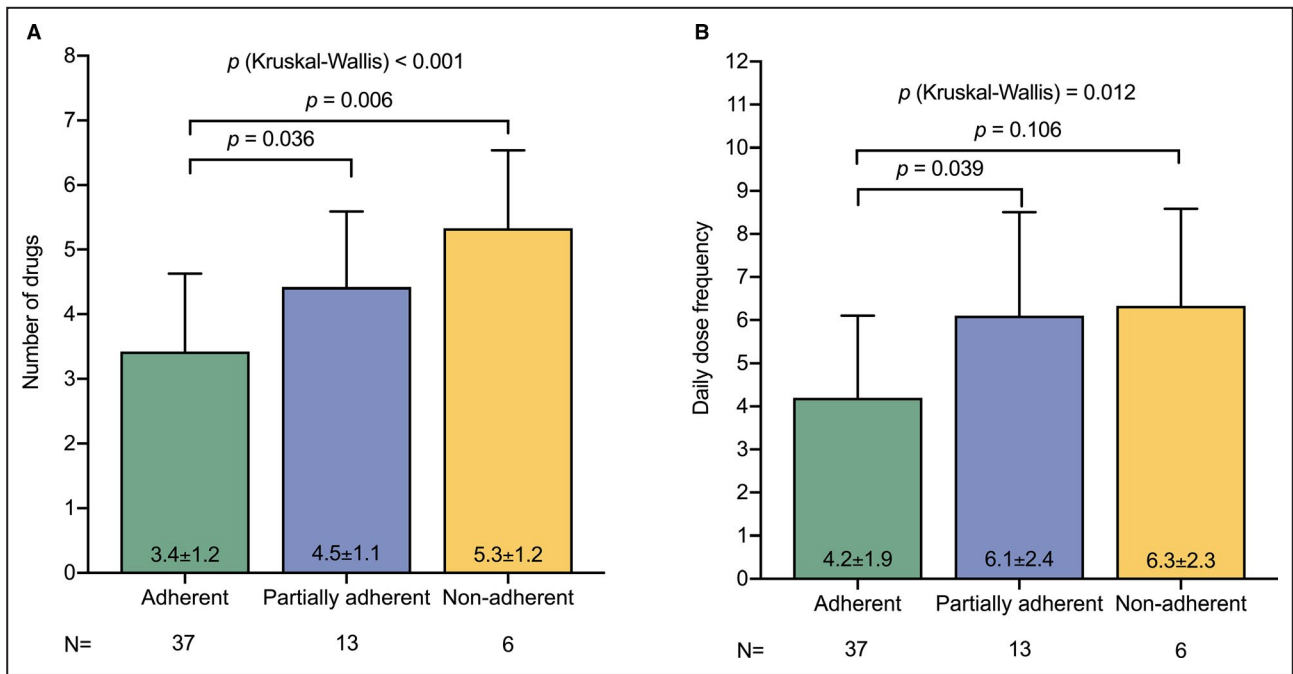 A
p (Kruskal-Wallis) < 0.001
p = 0.006
p = 0.036
Number of drugs
8
7
6
5
4
3
2
1
0
3.4±1.2
4.5±1.1
5.3±1.2
Adherent Partially adherent Non-adherent
N= 37 13 6
B
p (Kruskal-Wallis) = 0.012
p = 0.106
p = 0.039
Daily dose frequency
12
11
10
9
8
7
6
5
4
3
2
1
0
4.2±1.9
6.1±2.4
6.3±2.3
Adherent Partially adherent Non-adherent
N= 37 13 6